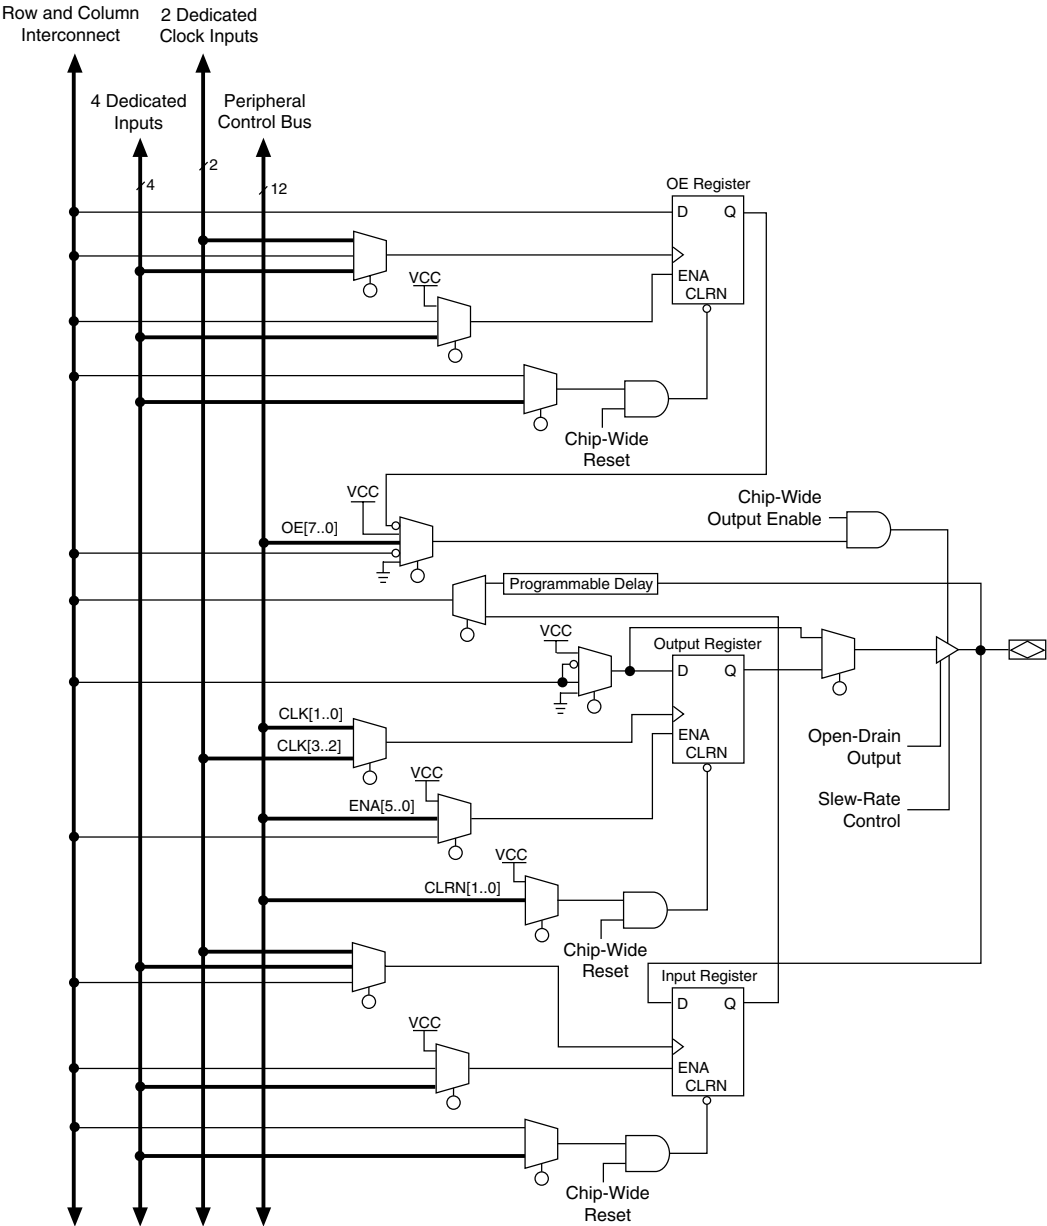 Row and Column
Interconnect
2 Dedicated
Clock Inputs
4 Dedicated
Inputs
Peripheral
Control Bus
2
4
12
OE Register
D Q
ENA
CLRN
VCC
Chip-Wide
Reset
VCC
OE[7..0]
Chip-Wide
Output Enable
Programmable Delay
VCC
Output Register
D Q
ENA
CLRN
CLK[1..0]
CLK[3..2]
VCC
ENA[5..0]
Open-Drain
Output
Slew-Rate
Control
VCC
CLRN[1..0]
Chip-Wide
Reset
Input Register
D Q
ENA
CLRN
VCC
Chip-Wide
Reset